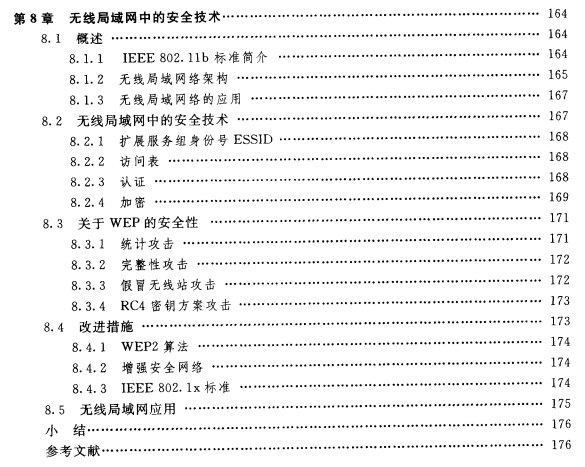 第8章 无线局域网中的安全技术 …… 164
8.1 概述 …… 164
8.1.1 IEEE 802.11b 标准简介 …… 164
8.1.2 无线局域网络架构 …… 165
8.1.3 无线局域网络的应用 …… 167
8.2 无线局域网中的安全技术 …… 167
8.2.1 扩展服务组身份号 ESSID …… 168
8.2.2 访问表 …… 168
8.2.3 认证 …… 168
8.2.4 加密 …… 169
8.3 关于 WEP 的安全性 …… 171
8.3.1 统计攻击 …… 171
8.3.2 完整性攻击 …… 172
8.3.3 假冒无线站攻击 …… 172
8.3.4 RC4 密钥方案攻击 …… 173
8.4 改进措施 …… 173
8.4.1 WEP2 算法 …… 174
8.4.2 增强安全网络 …… 174
8.4.3 IEEE 802.1x 标准 …… 174
8.5 无线局域网应用 …… 175
小 结 …… 176
参考文献 …… 176